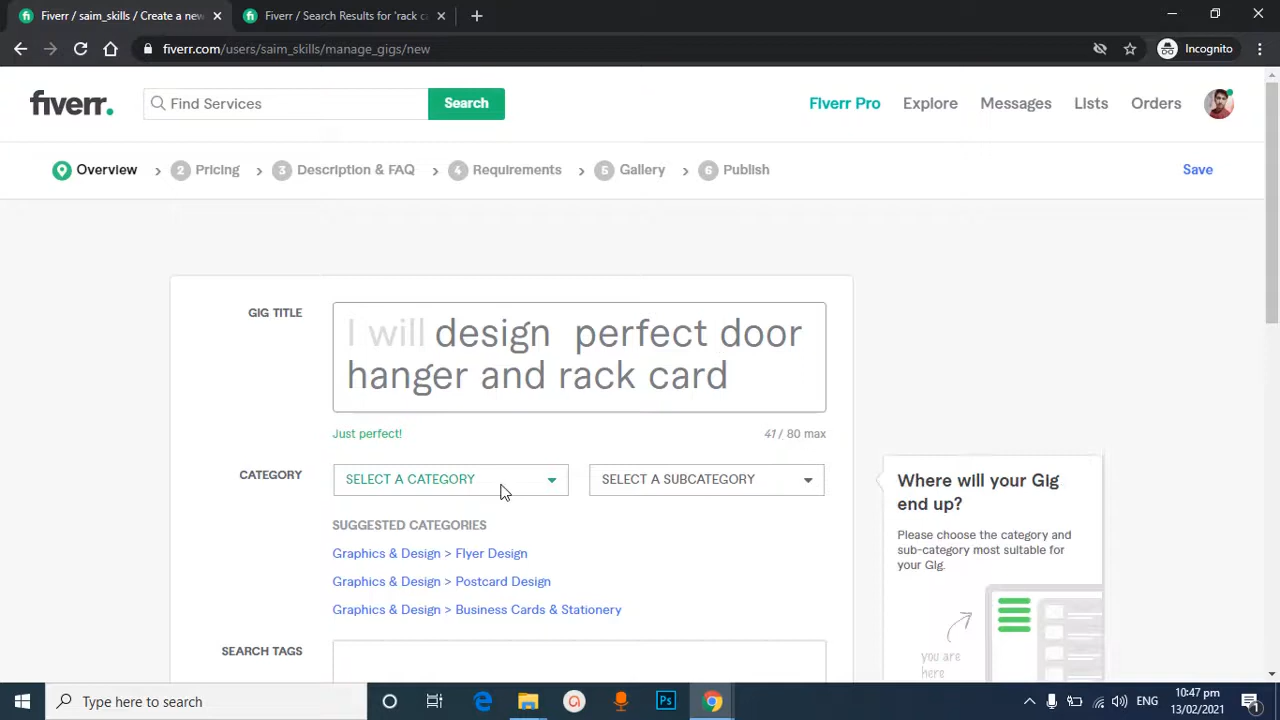 Fiverr / saim_skills / Create a new
Fiverr / Search Results for 'rack ca
fiverr.com/users/saim_skills/manage_gigs/new
Incognito
fiverr.
Find Services
Search
Fiverr Pro
Explore
Messages
Lists
Orders
Overview
2 Pricing
3 Description & FAQ
4 Requirements
5 Gallery
6 Publish
Save
GIG TITLE
I will design perfect door
hanger and rack card
Just perfect!
41 / 80 max
CATEGORY
SELECT A CATEGORY
SELECT A SUBCATEGORY
SUGGESTED CATEGORIES
Graphics & Design > Flyer Design
Graphics & Design > Postcard Design
Graphics & Design > Business Cards & Stationery
SEARCH TAGS
Where will your Gig
end up?
Please choose the category and
sub-category most suitable for
your Gig.
you are
here
Type here to search
Ps
ENG
10:47 pm
13/02/2021
1